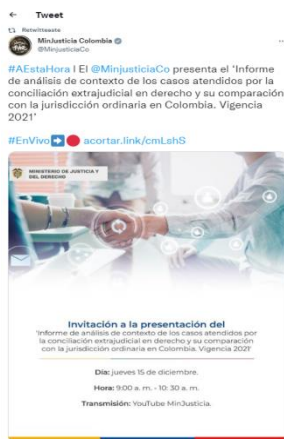 Tweet
Retwitteaste
MinJusticia Colombia
@MinjusticiaCo
#AEstaHora | El @MinjusticiaCo presenta el 'Informe
de análisis de contexto de los casos atendidos por la
conciliación extrajudicial en derecho y su comparación
con la jurisdicción ordinaria en Colombia. Vigencia
2021'
#EnVivo acortar.link/cmLshS
MINISTERIO DE JUSTICIA Y
DEL DERECHO
Invitación a la presentación del
'Informe de análisis de contexto de los casos atendidos por
la conciliación extrajudicial en derecho y su comparación
con la jurisdicción ordinaria en Colombia. Vigencia 2021'
Día: jueves 15 de diciembre.
Hora: 9:00 a. m. - 10: 30 a. m.
Transmisión: YouTube MinJusticia.